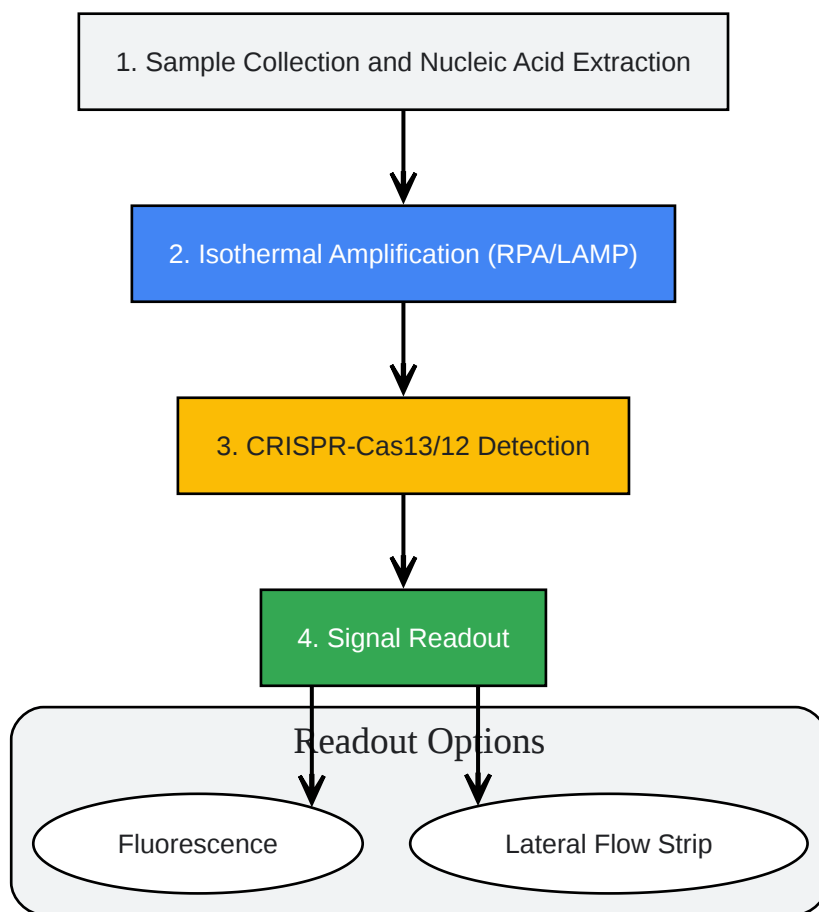 1. Sample Collection and Nucleic Acid Extraction
2. Isothermal Amplification (RPA/LAMP)
3. CRISPR-Cas13/12 Detection
4. Signal Readout
Readout Options
Fluorescence
Lateral Flow Strip